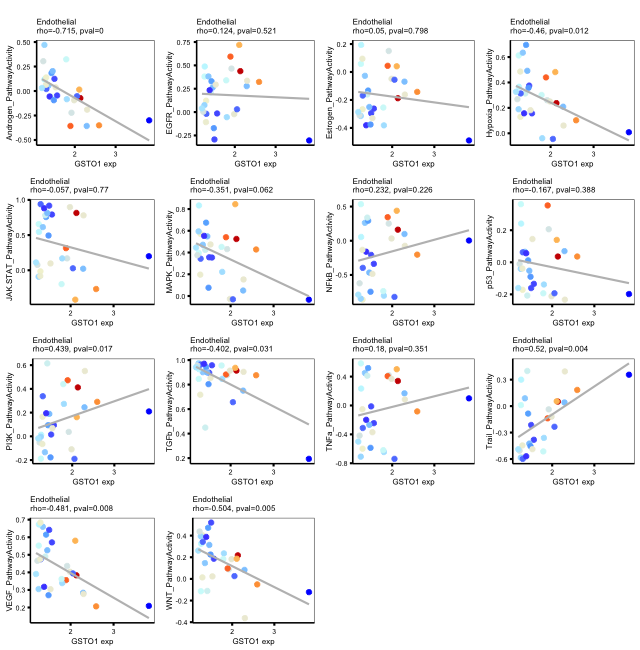 Endothelial
rho=-0.715, pval=0
Androgen_PathwayActivity
0.50
0.25
0.00
-0.25
-0.50
2
3
GSTO1 exp
Endothelial
rho=0.124, pval=0.521
EGFR_PathwayActivity
0.75
0.50
0.25
0.00
-0.25
2
3
GSTO1 exp
Endothelial
rho=0.05, pval=0.798
Estrogen_PathwayActivity
0.2
0.0
-0.2
-0.4
2
3
GSTO1 exp
Endothelial
rho=-0.46, pval=0.012
Hypoxia_PathwayActivity
0.6
0.4
0.2
0.0
2
3
GSTO1 exp
Endothelial
rho=-0.057, pval=0.77
JAK.STAT_PathwayActivity
1.0
0.5
0.0
2
3
GSTO1 exp
Endothelial
rho=-0.351, pval=0.062
MAPK_PathwayActivity
0.8
0.6
0.4
0.2
0.0
2
3
GSTO1 exp
Endothelial
rho=0.232, pval=0.226
NFkB_PathwayActivity
0.5
0.0
-0.5
2
3
GSTO1 exp
Endothelial
rho=-0.167, pval=0.388
p53_PathwayActivity
0.2
0.0
-0.2
2
3
GSTO1 exp
Endothelial
rho=0.439, pval=0.017
PI3K_PathwayActivity
0.6
0.4
0.2
0.0
-0.2
2
3
GSTO1 exp
Endothelial
rho=-0.402, pval=0.031
TGFb_PathwayActivity
1.0
0.8
0.6
0.4
0.2
2
3
GSTO1 exp
Endothelial
rho=0.18, pval=0.351
TNFa_PathwayActivity
0.4
0.0
-0.4
-0.8
2
3
GSTO1 exp
Endothelial
rho=0.52, pval=0.004
Trail_PathwayActivity
0.3
0.0
-0.3
-0.6
2
3
GSTO1 exp
Endothelial
rho=-0.481, pval=0.008
VEGF_PathwayActivity
0.7
0.6
0.5
0.4
0.3
0.2
2
3
GSTO1 exp
Endothelial
rho=-0.504, pval=0.005
WNT_PathwayActivity
0.4
0.2
0.0
-0.2
-0.4
2
3
GSTO1 exp